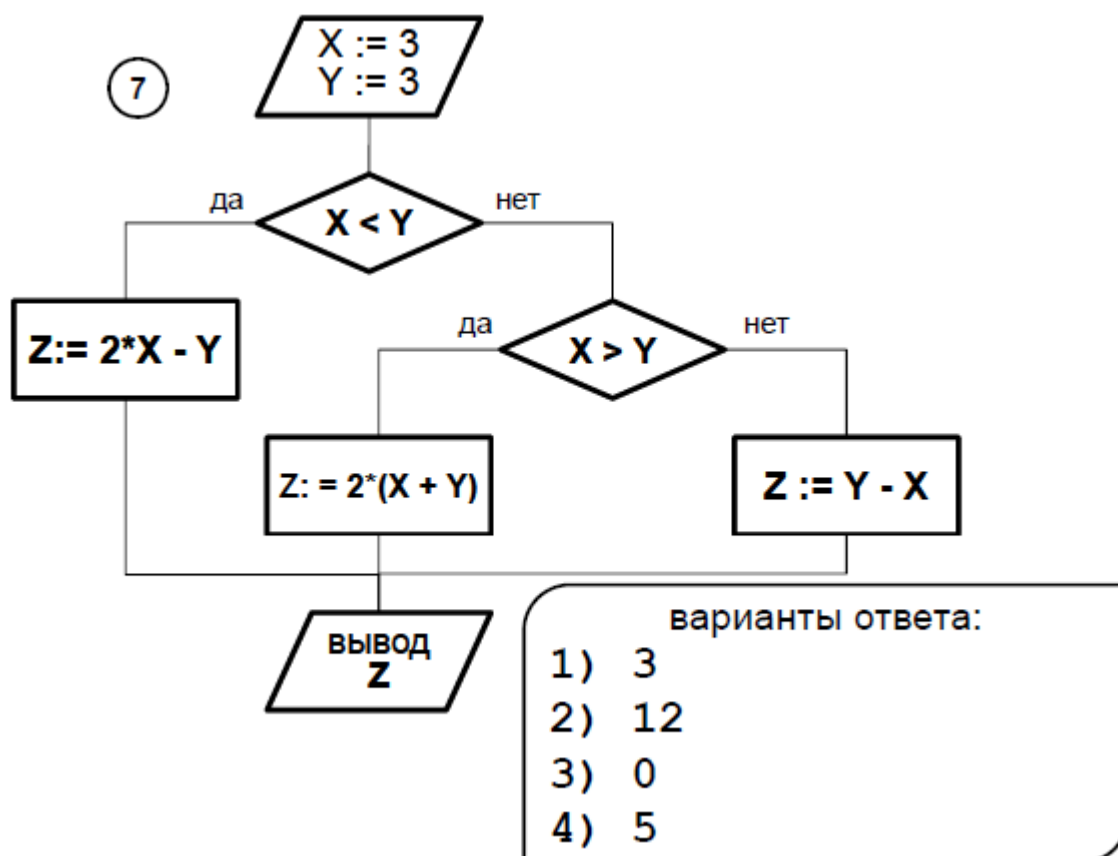 7
X := 3
Y := 3
да
X < Y
нет
Z:= 2*X - Y
да
X > Y
нет
Z: = 2*(X + Y)
Z := Y - X
вывод
Z
варианты ответа:
1) 3
2) 12
3) 0
4) 5